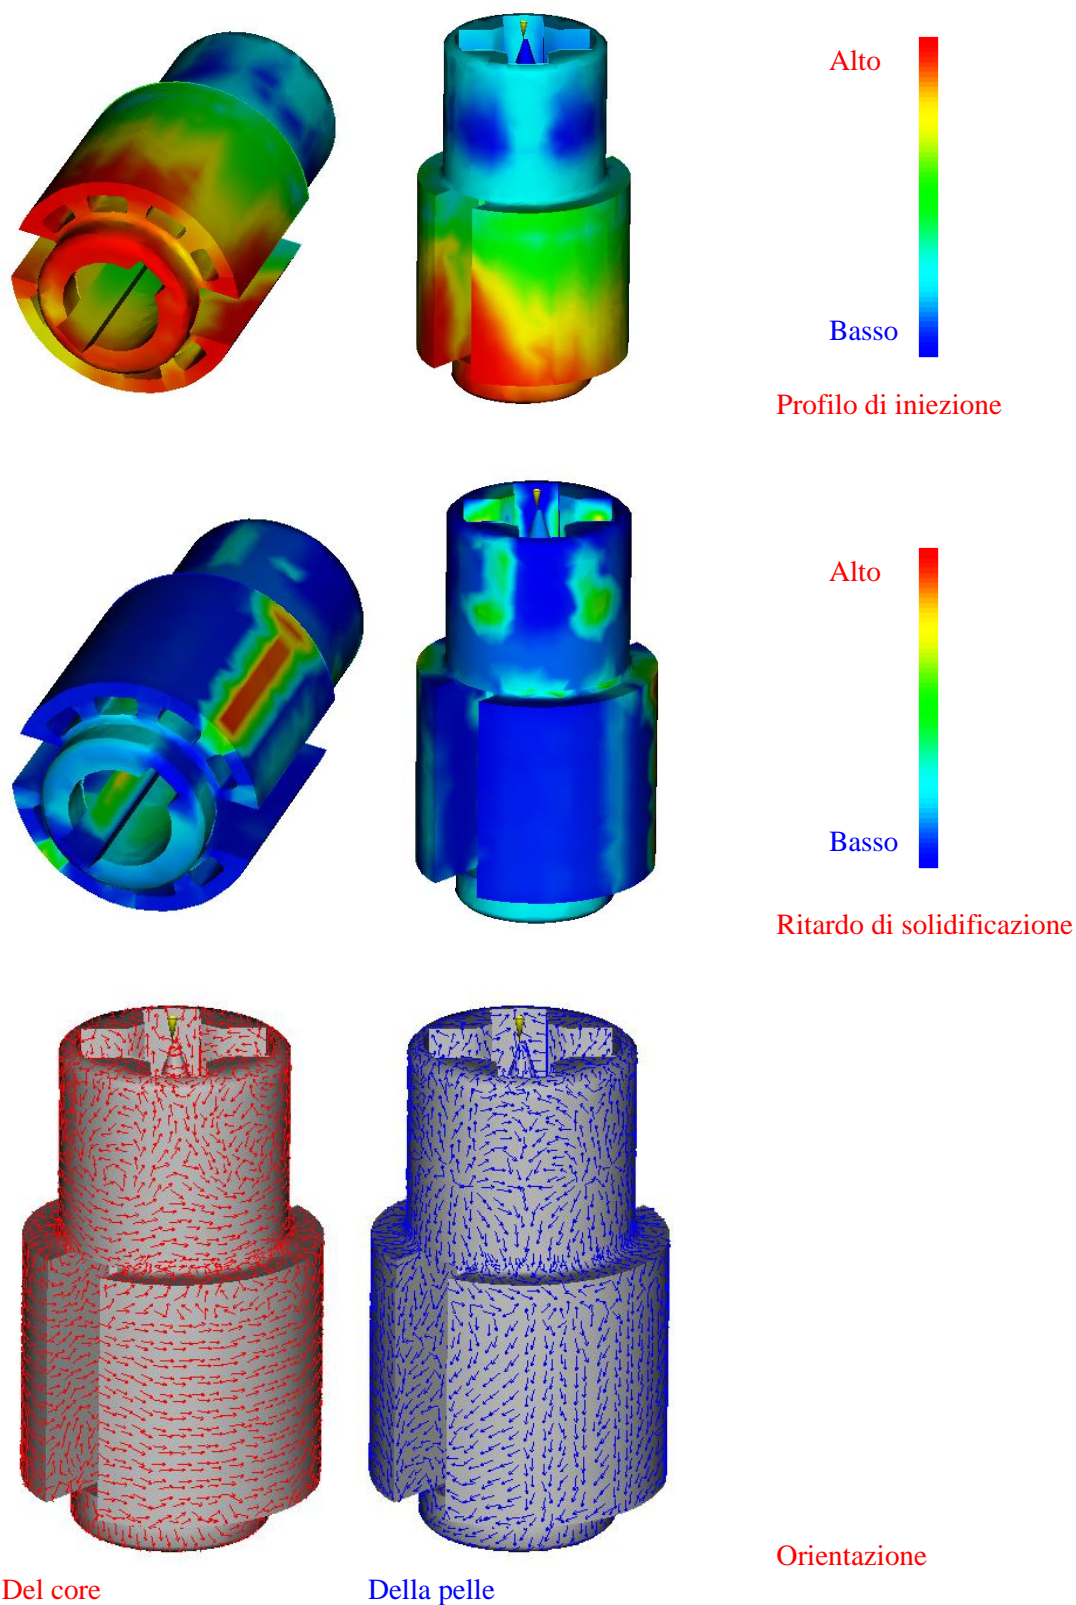 Alto
Basso
Profilo di iniezione
Alto
Basso
Ritardo di solidificazione
Orientazione
Del core
Della pelle